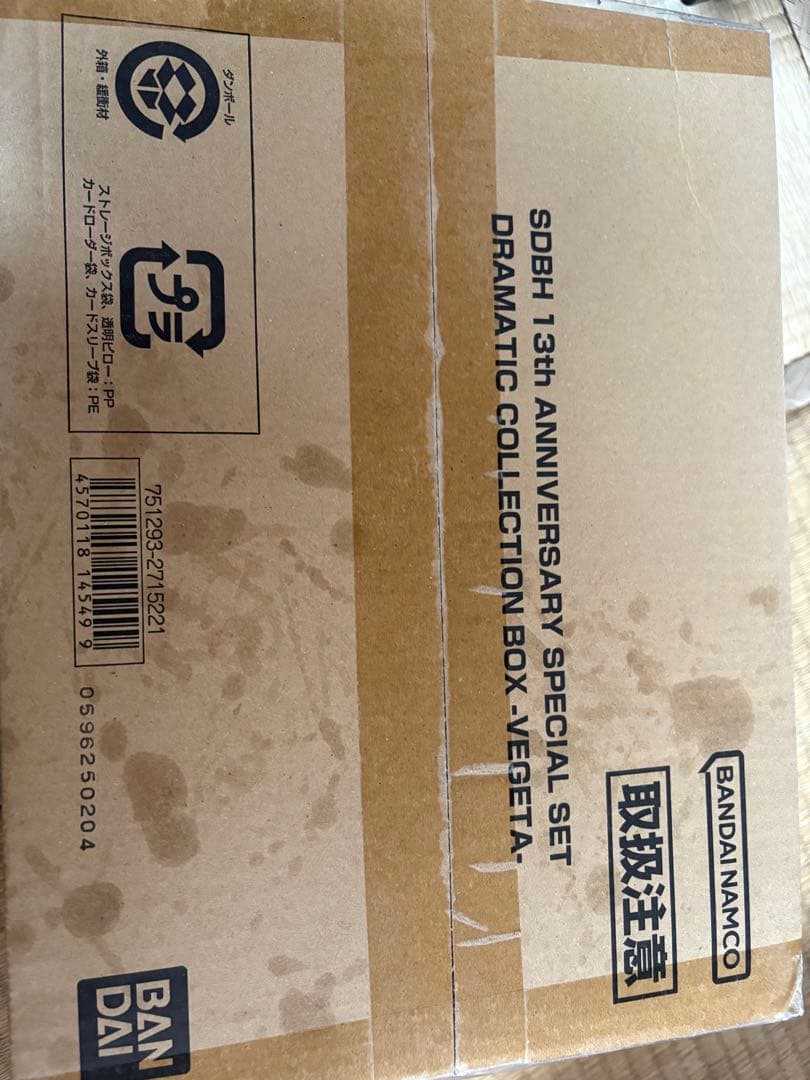 BANDAI NAMCO
取扱注意
SDBH 13th ANNIVERSARY SPECIAL SET
DRAMATIC COLLECTION BOX -VEGETA-
ダンボール
外箱・緩衝材
プラ
ストレージボックス袋、透明ピロー：PP
カードローダー袋、カードスリーブ袋：PE
751293-2715221
4570118 145499
0596250204
BAN
DAI